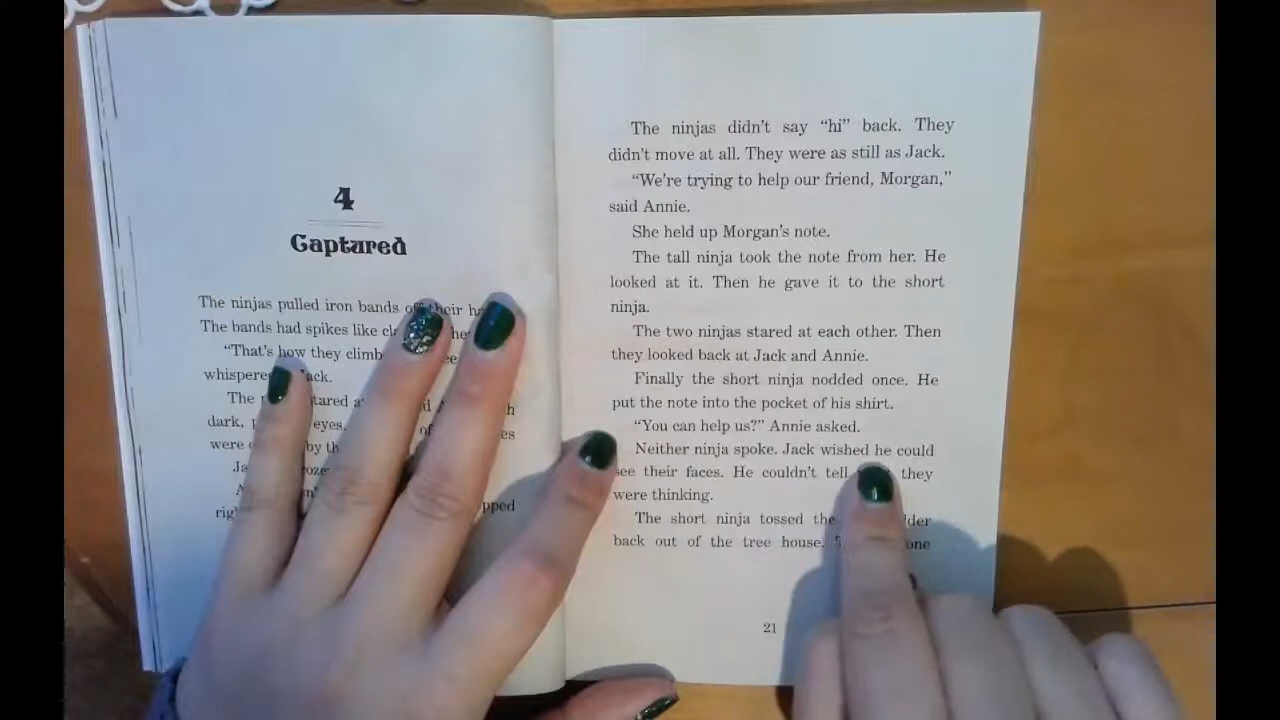 4
Captured
The ninjas pulled iron bands off their
The bands had spikes like
"That's how they climb
whispered Jack.
The stared
dark, eyes.
were by the
right
The ninjas didn't say "hi" back. They
didn't move at all. They were as still as Jack.
"We're trying to help our friend, Morgan,"
said Annie.
She held up Morgan's note.
The tall ninja took the note from her. He
looked at it. Then he gave it to the short
ninja.
The two ninjas stared at each other. Then
they looked back at Jack and Annie.
Finally the short ninja nodded once. He
put the note into the pocket of his shirt.
"You can help us?" Annie asked.
Neither ninja spoke. Jack wished he could
see their faces. He couldn't tell they
were thinking.
The short ninja tossed the
back out of the tree house.
21